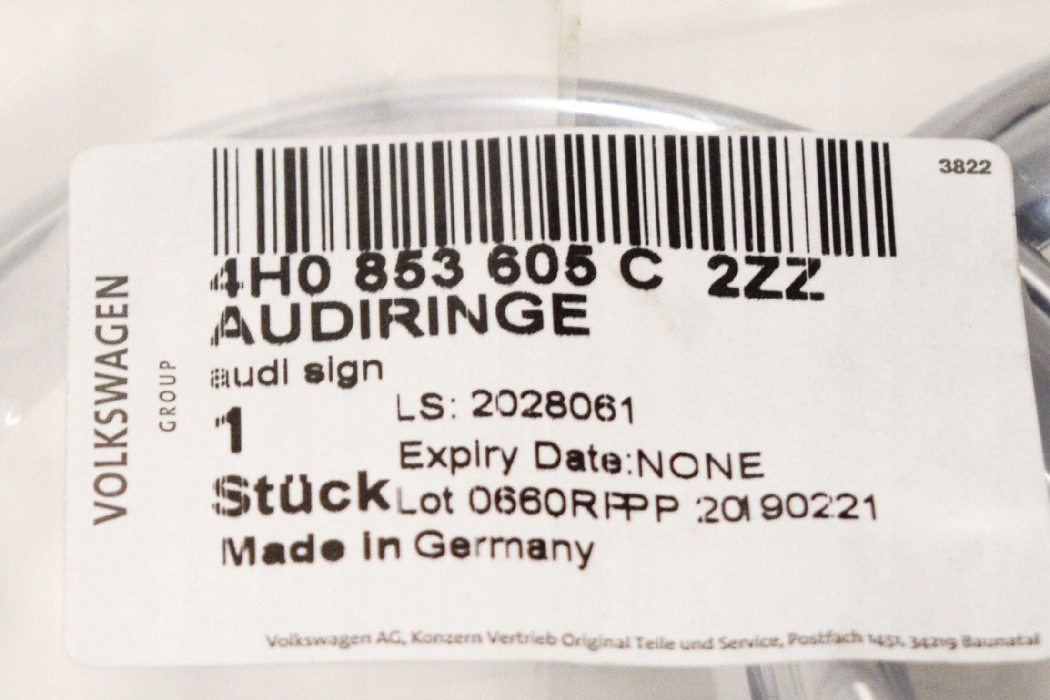 3822
4H0 853 605 C 2ZZ
AUDIRINGE
audi sign
1
LS: 2028061
Expiry Date:NONE
Stück
Lot 0660RPPP 20190221
Made in Germany
VOLKSWAGEN
GROUP
Volkswagen AG, Konzern Vertrieb Original Teile und Service, Postfach 1451, 34219 Baunatal